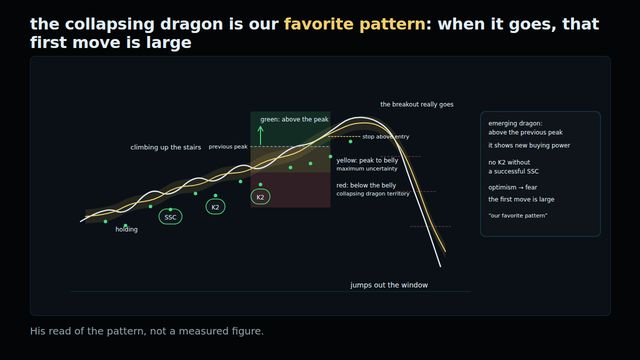 the collapsing dragon is our favorite pattern: when it goes, that
first move is large
the breakout really goes
green: above the peak
stop above entry
climbing up the stairs
previous peak
yellow: peak to belly
maximum uncertainty
red: below the belly
collapsing dragon territory
K2
K2
SSC
holding
jumps out the window
emerging dragon:
above the previous peak
it shows new buying power
no K2 without
a successful SSC
optimism → fear
the first move is large
"our favorite pattern"
His read of the pattern, not a measured figure.